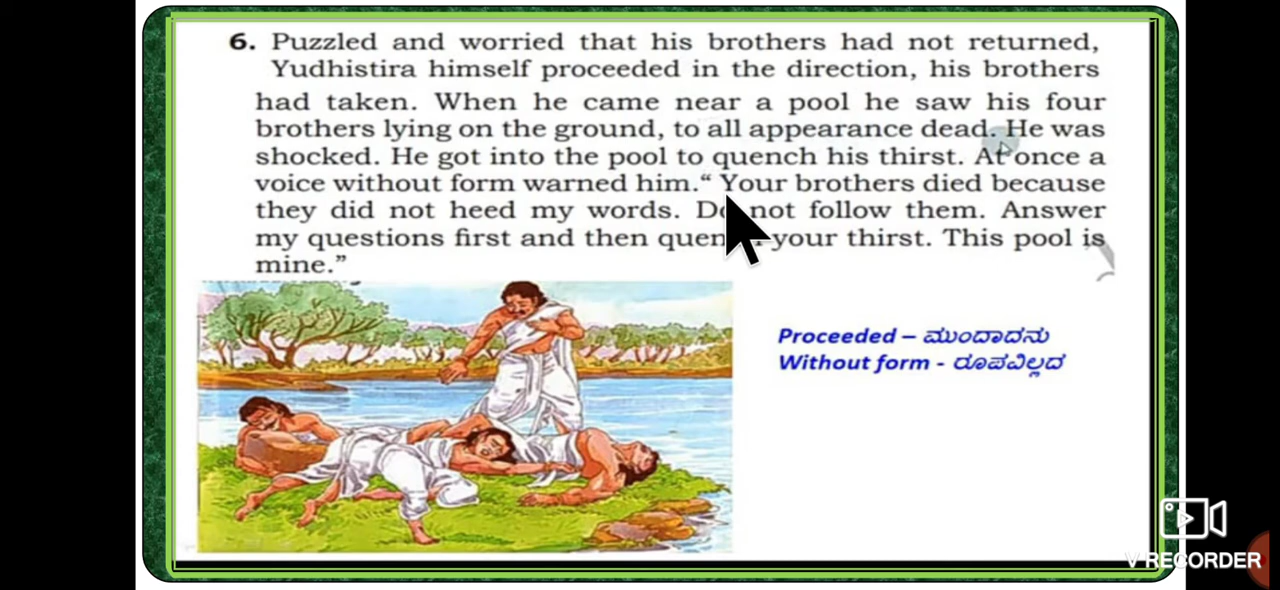 6. Puzzled and worried that his brothers had not returned,
Yudhistira himself proceeded in the direction, his brothers
had taken. When he came near a pool he saw his four
brothers lying on the ground, to all appearance dead. He was
shocked. He got into the pool to quench his thirst. At once a
voice without form warned him.“ Your brothers died because
they did not heed my words. Do not follow them. Answer
my questions first and then quench your thirst. This pool is
mine.”
Proceeded – ಮುಂದಾದನು
Without form - ರೂಪವಿಲ್ಲದ
V RECORDER